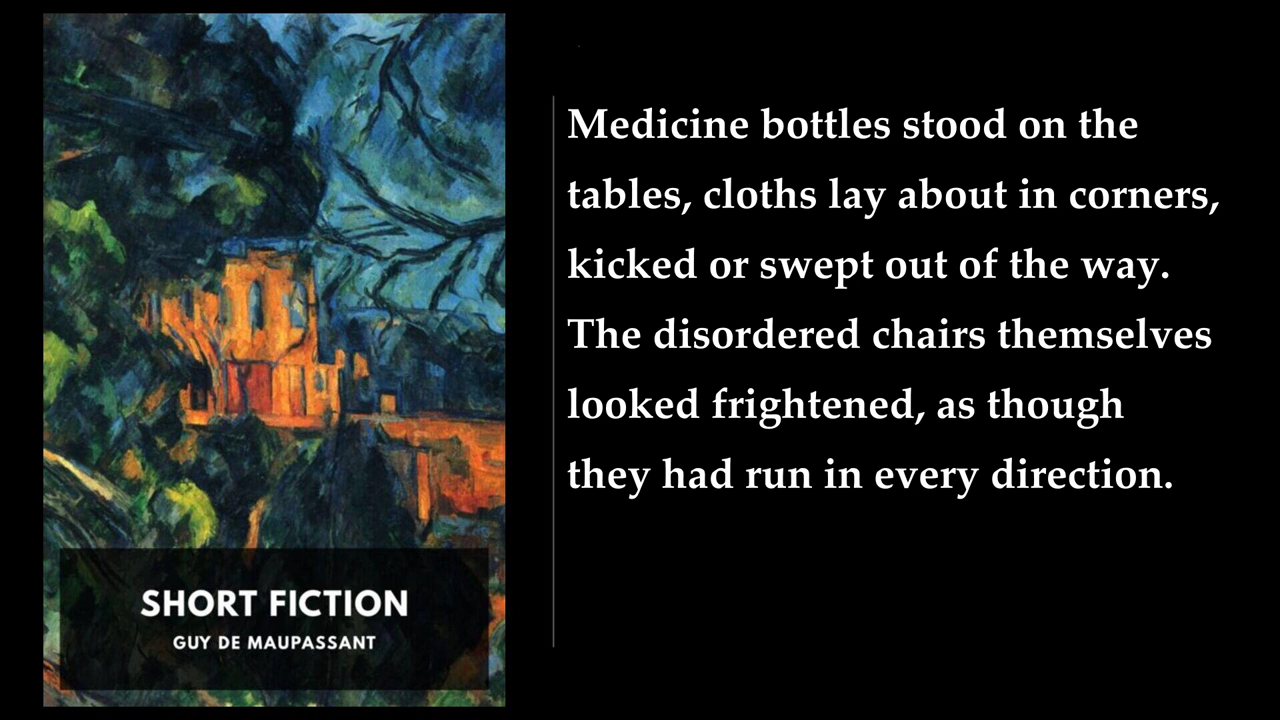 SHORT FICTION
GUY DE MAUPASSANT
Medicine bottles stood on the
tables, cloths lay about in corners,
kicked or swept out of the way.
The disordered chairs themselves
looked frightened, as though
they had run in every direction.